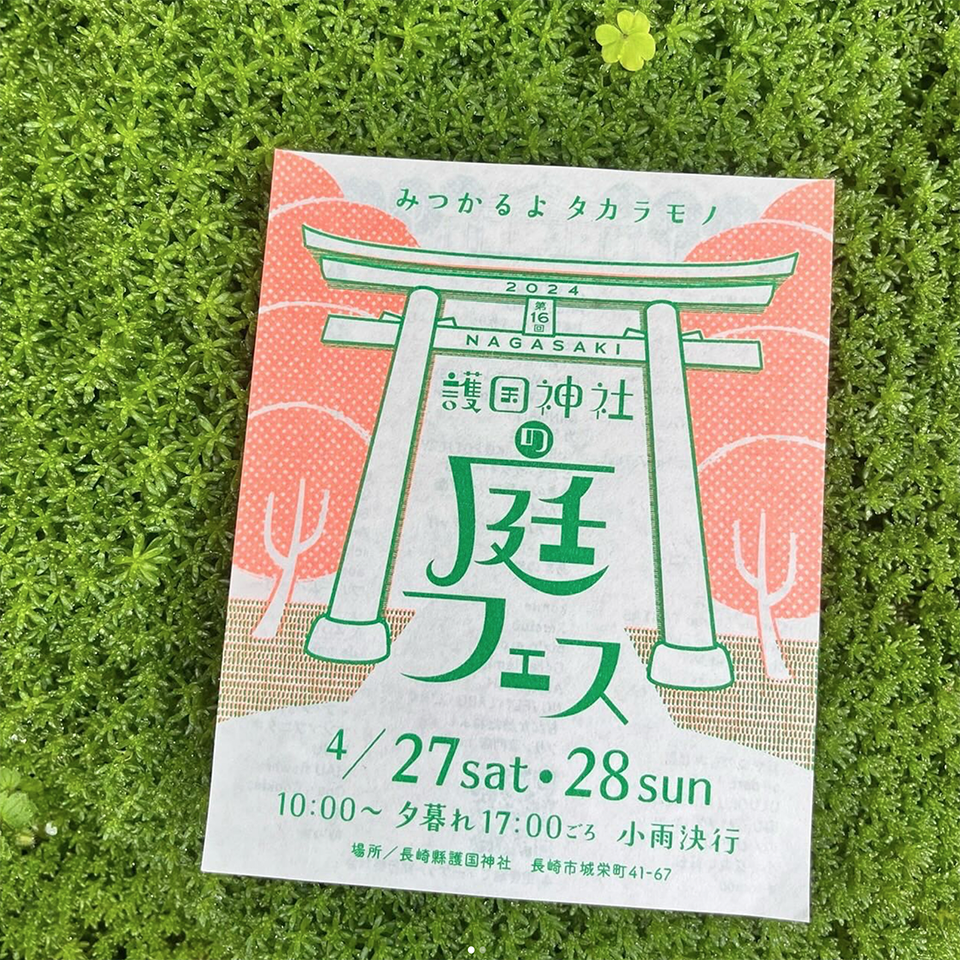 みつかるよ タカラモノ
2024
第
16
回
NAGASAKI
護国神社
の
庭
フェス
4/27sat・28sun
10:00〜 夕暮れ17:00ごろ 小雨決行
場所/長崎縣護国神社 長崎市城栄町41-67